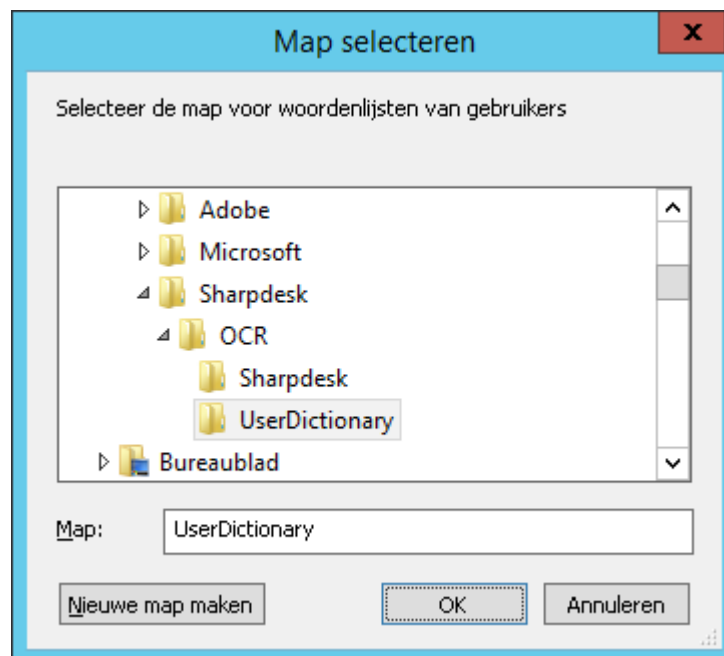 Map selecteren
Selecteer de map voor woordenlijsten van gebruikers
Adobe
Microsoft
Sharpdesk
OCR
Sharpdesk
UserDictionary
Bureaublad
Map: UserDictionary
Nieuwe map maken OK Annuleren